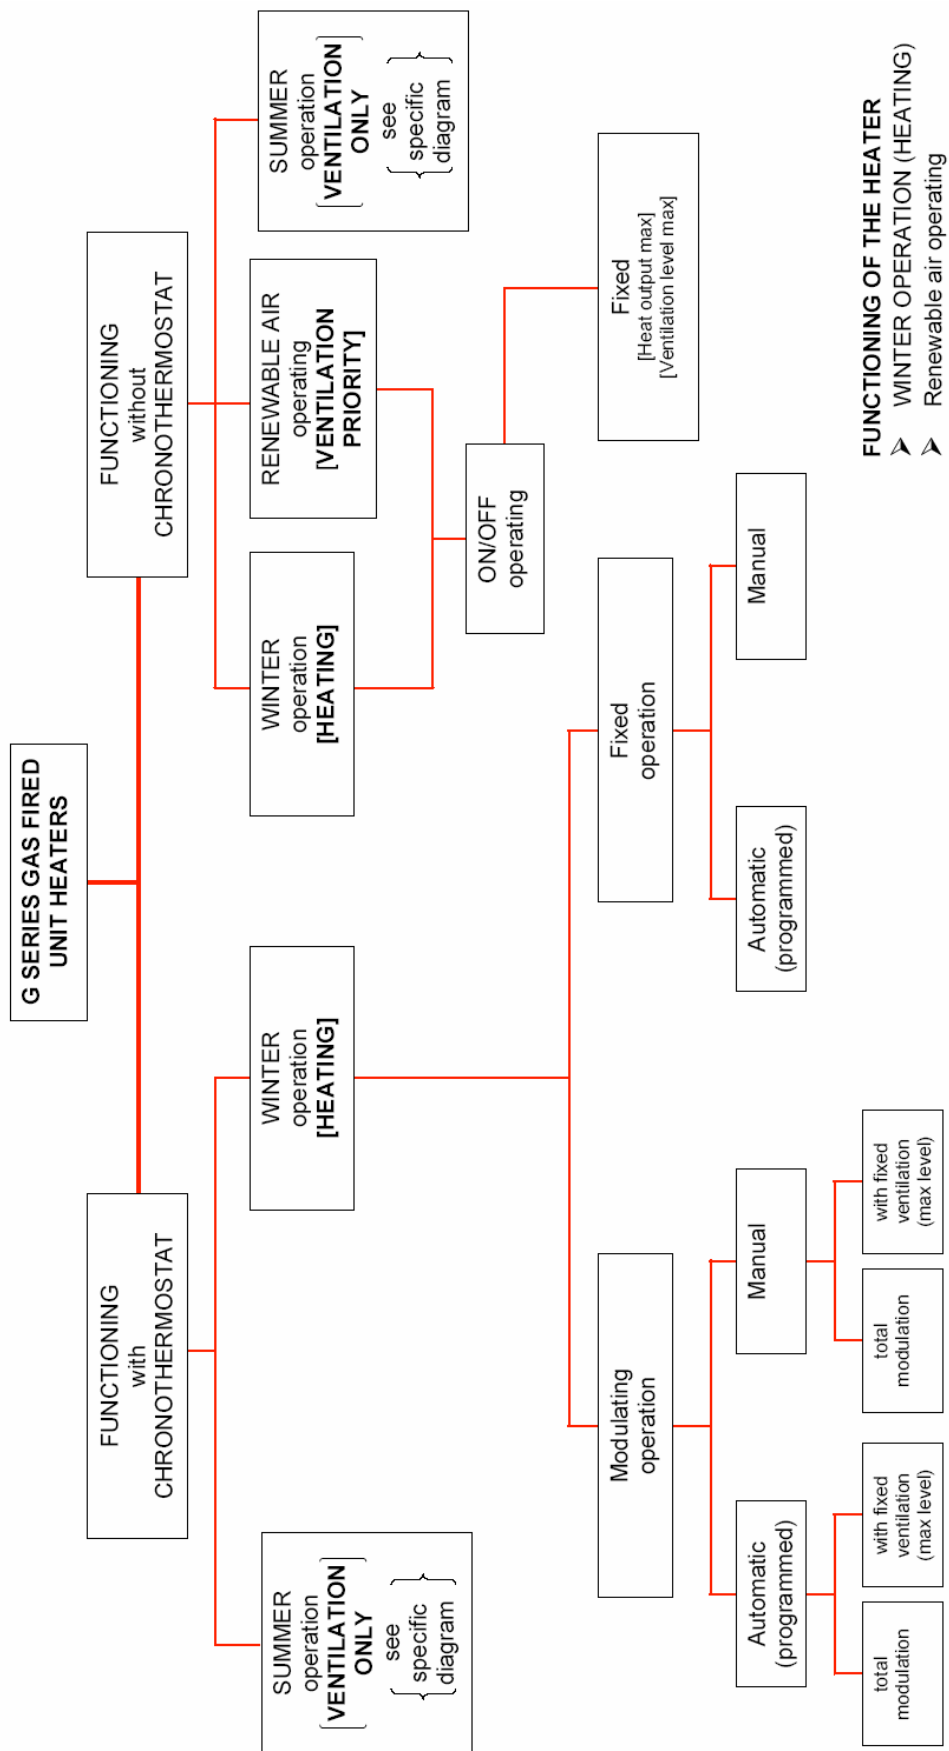 G SERIES GAS FIRED
UNIT HEATERS
FUNCTIONING
with
CHRONOTHERMOSTAT
FUNCTIONING
without
CHRONOTHERMOSTAT
SUMMER
operation
[VENTILATION
ONLY]
{see
specific
diagram}
WINTER
operation
[HEATING]
WINTER
operation
[HEATING]
RENEWABLE AIR
operating
[VENTILATION
PRIORITY]
SUMMER
operation
[VENTILATION
ONLY]
{see
specific
diagram}
ON/OFF
operating
Modulating
operation
Fixed
operation
Fixed
[Heat output max]
[Ventilation level max]
Automatic
(programmed)
Manual
Automatic
(programmed)
Manual
total
modulation
with fixed
ventilation
(max level)
total
modulation
with fixed
ventilation
(max level)
FUNCTIONING OF THE HEATER
➢ WINTER OPERATION (HEATING)
➢ Renewable air operating